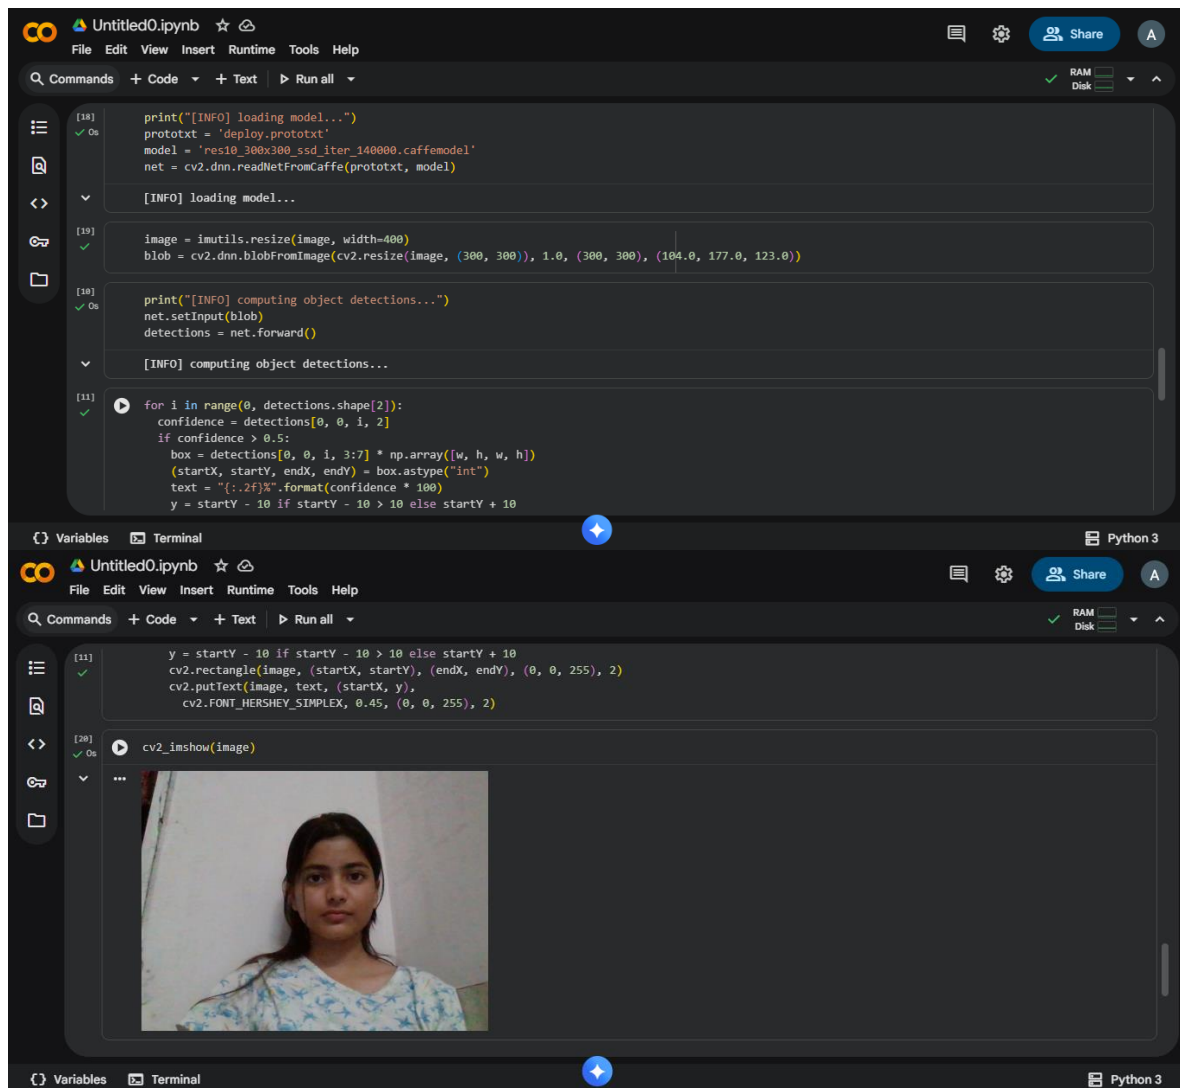 Untitled0.ipynb
File Edit View Insert Runtime Tools Help
Share
A
Commands + Code + Text Run all
RAM
Disk
[18]
0s
print("[INFO] loading model...")
prototxt = 'deploy.prototxt'
model = 'res10_300x300_ssd_iter_140000.caffemodel'
net = cv2.dnn.readNetFromCaffe(prototxt, model)
[INFO] loading model...
[19]
image = imutils.resize(image, width=400)
blob = cv2.dnn.blobFromImage(cv2.resize(image, (300, 300)), 1.0, (300, 300), (104.0, 177.0, 123.0))
[10]
0s
print("[INFO] computing object detections...")
net.setInput(blob)
detections = net.forward()
[INFO] computing object detections...
[11]
for i in range(0, detections.shape[2]):
  confidence = detections[0, 0, i, 2]
  if confidence > 0.5:
    box = detections[0, 0, i, 3:7] * np.array([w, h, w, h])
    (startX, startY, endX, endY) = box.astype("int")
    text = "{:.2f}%".format(confidence * 100)
    y = startY - 10 if startY - 10 > 10 else startY + 10
{} Variables Terminal
Python 3
Untitled0.ipynb
File Edit View Insert Runtime Tools Help
Share
A
Commands + Code + Text Run all
RAM
Disk
[11]
    y = startY - 10 if startY - 10 > 10 else startY + 10
    cv2.rectangle(image, (startX, startY), (endX, endY), (0, 0, 255), 2)
    cv2.putText(image, text, (startX, y),
      cv2.FONT_HERSHEY_SIMPLEX, 0.45, (0, 0, 255), 2)
[20]
0s
cv2_imshow(image)
{} Variables Terminal
Python 3